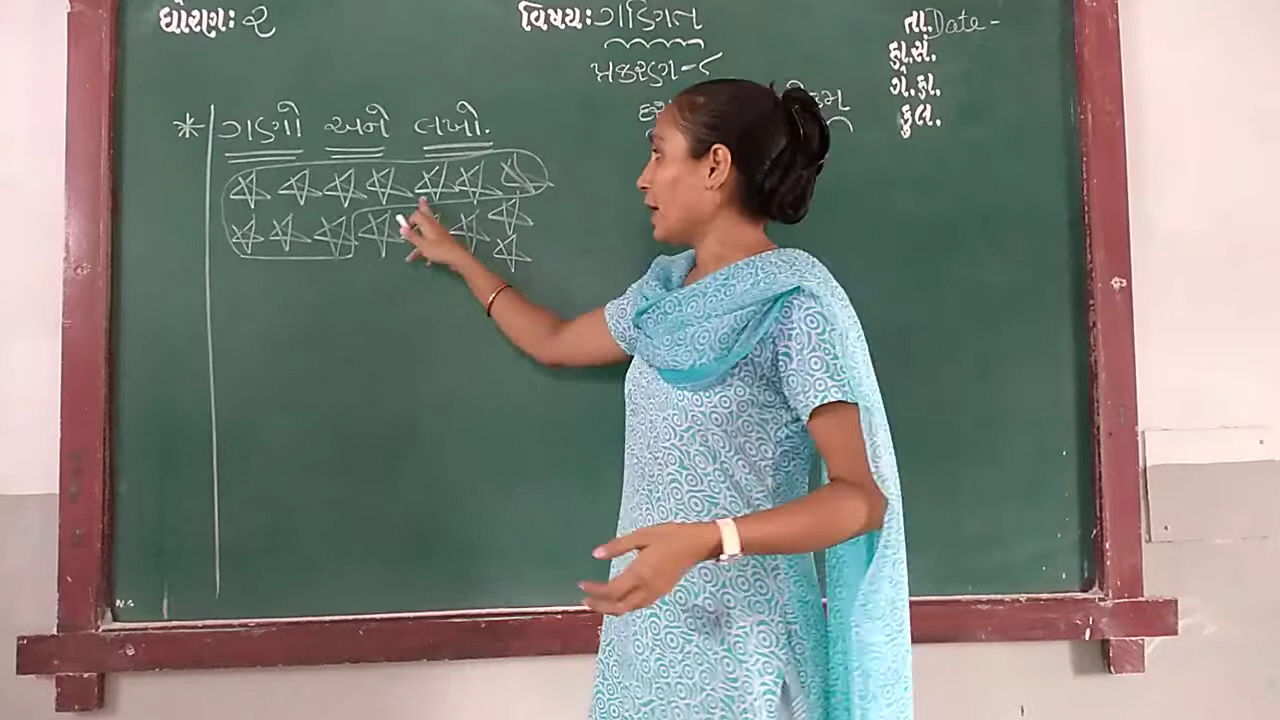 ધોરણઃ ૨
વિષયઃ ગણિત
પ્રકરણ-૮
તા. Date -
હા.સં.
ગે.હા.
કુલ.
* ગણો અને લખો.